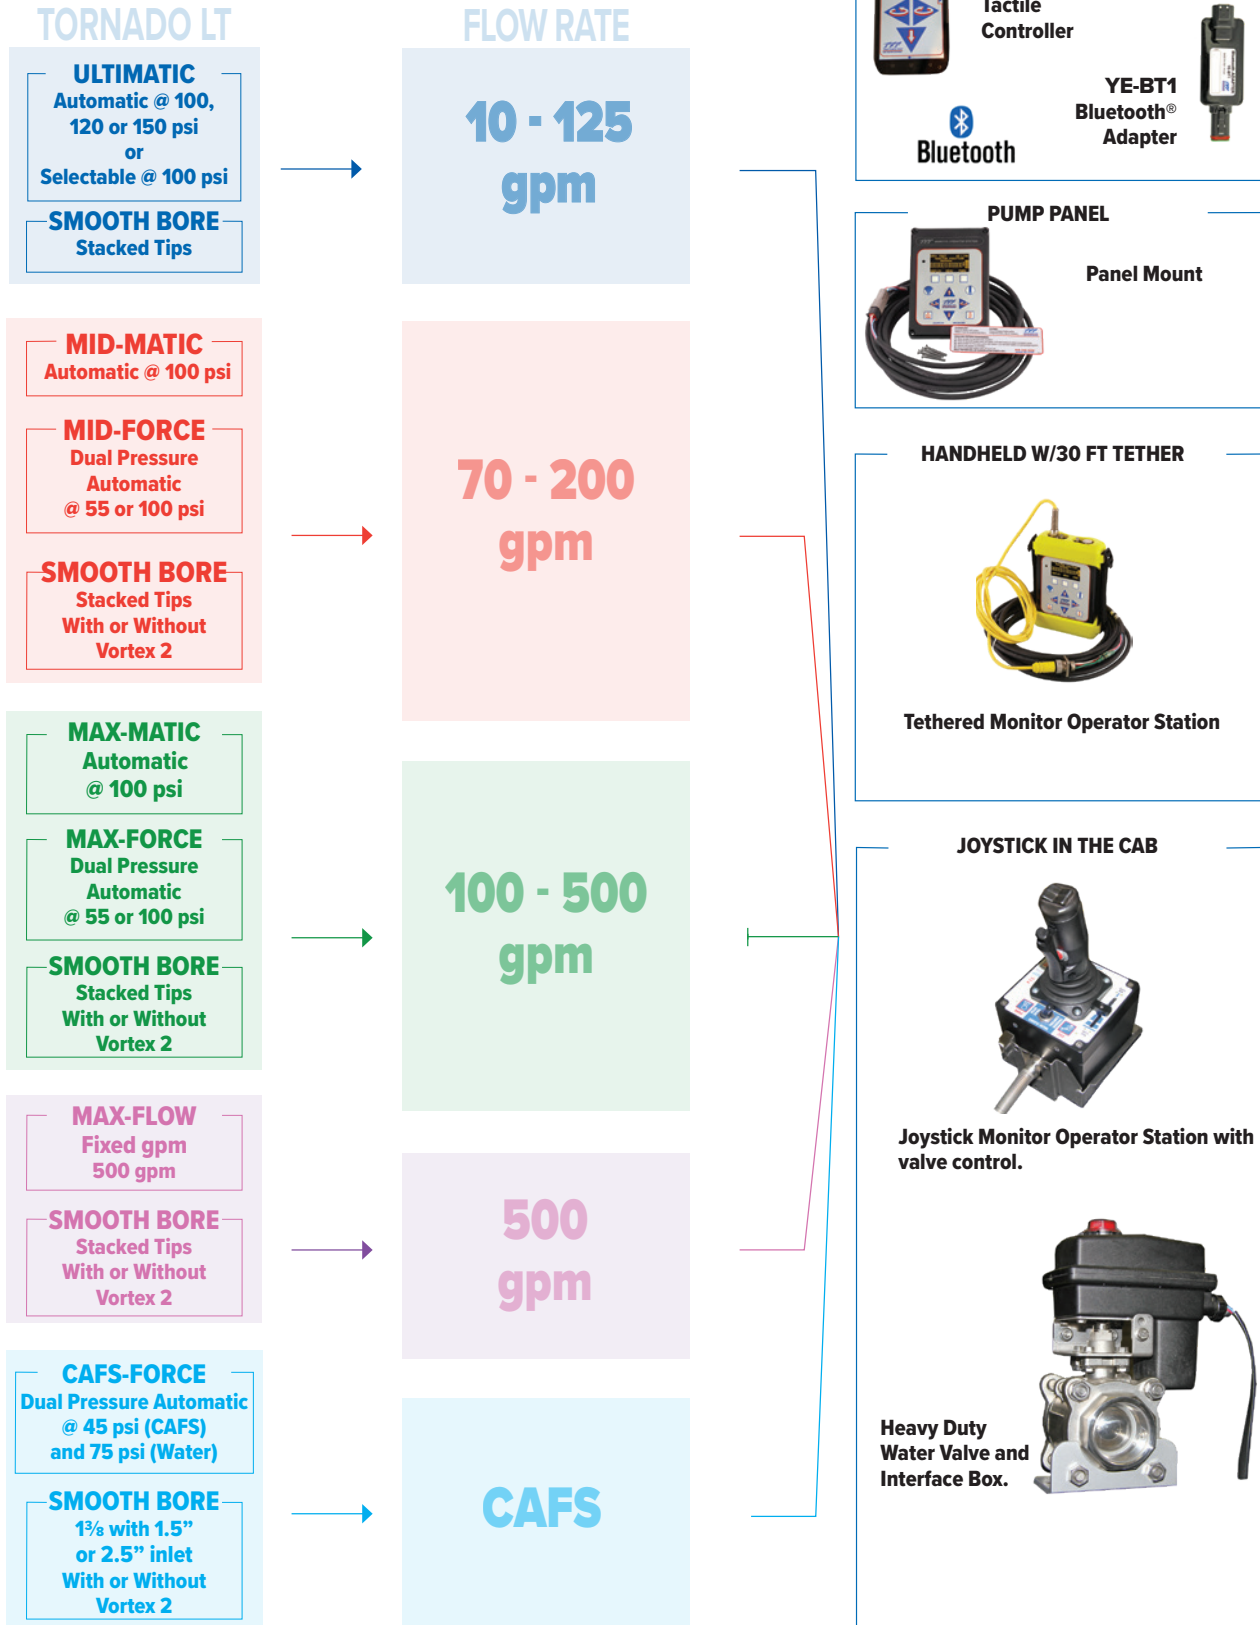 TORNADO LT
ULTIMATIC
Automatic @ 100,
120 or 150 psi
or
Selectable @ 100 psi
SMOOTH BORE
Stacked Tips
MID-MATIC
Automatic @ 100 psi
MID-FORCE
Dual Pressure
Automatic
@ 55 or 100 psi
SMOOTH BORE
Stacked Tips
With or Without
Vortex 2
MAX-MATIC
Automatic
@ 100 psi
MAX-FORCE
Dual Pressure
Automatic
@ 55 or 100 psi
SMOOTH BORE
Stacked Tips
With or Without
Vortex 2
MAX-FLOW
Fixed gpm
500 gpm
SMOOTH BORE
Stacked Tips
With or Without
Vortex 2
CAFS-FORCE
Dual Pressure Automatic
@ 45 psi (CAFS)
and 75 psi (Water)
SMOOTH BORE
1⅜ with 1.5”
or 2.5” inlet
With or Without
Vortex 2
FLOW RATE
10 - 125
gpm
70 - 200
gpm
100 - 500
gpm
500
gpm
CAFS
Tactile
Controller
YE-BT1
Bluetooth®
Adapter
Bluetooth
PUMP PANEL
Panel Mount
HANDHELD W/30 FT TETHER
Tethered Monitor Operator Station
JOYSTICK IN THE CAB
Joystick Monitor Operator Station with
valve control.
Heavy Duty
Water Valve and
Interface Box.